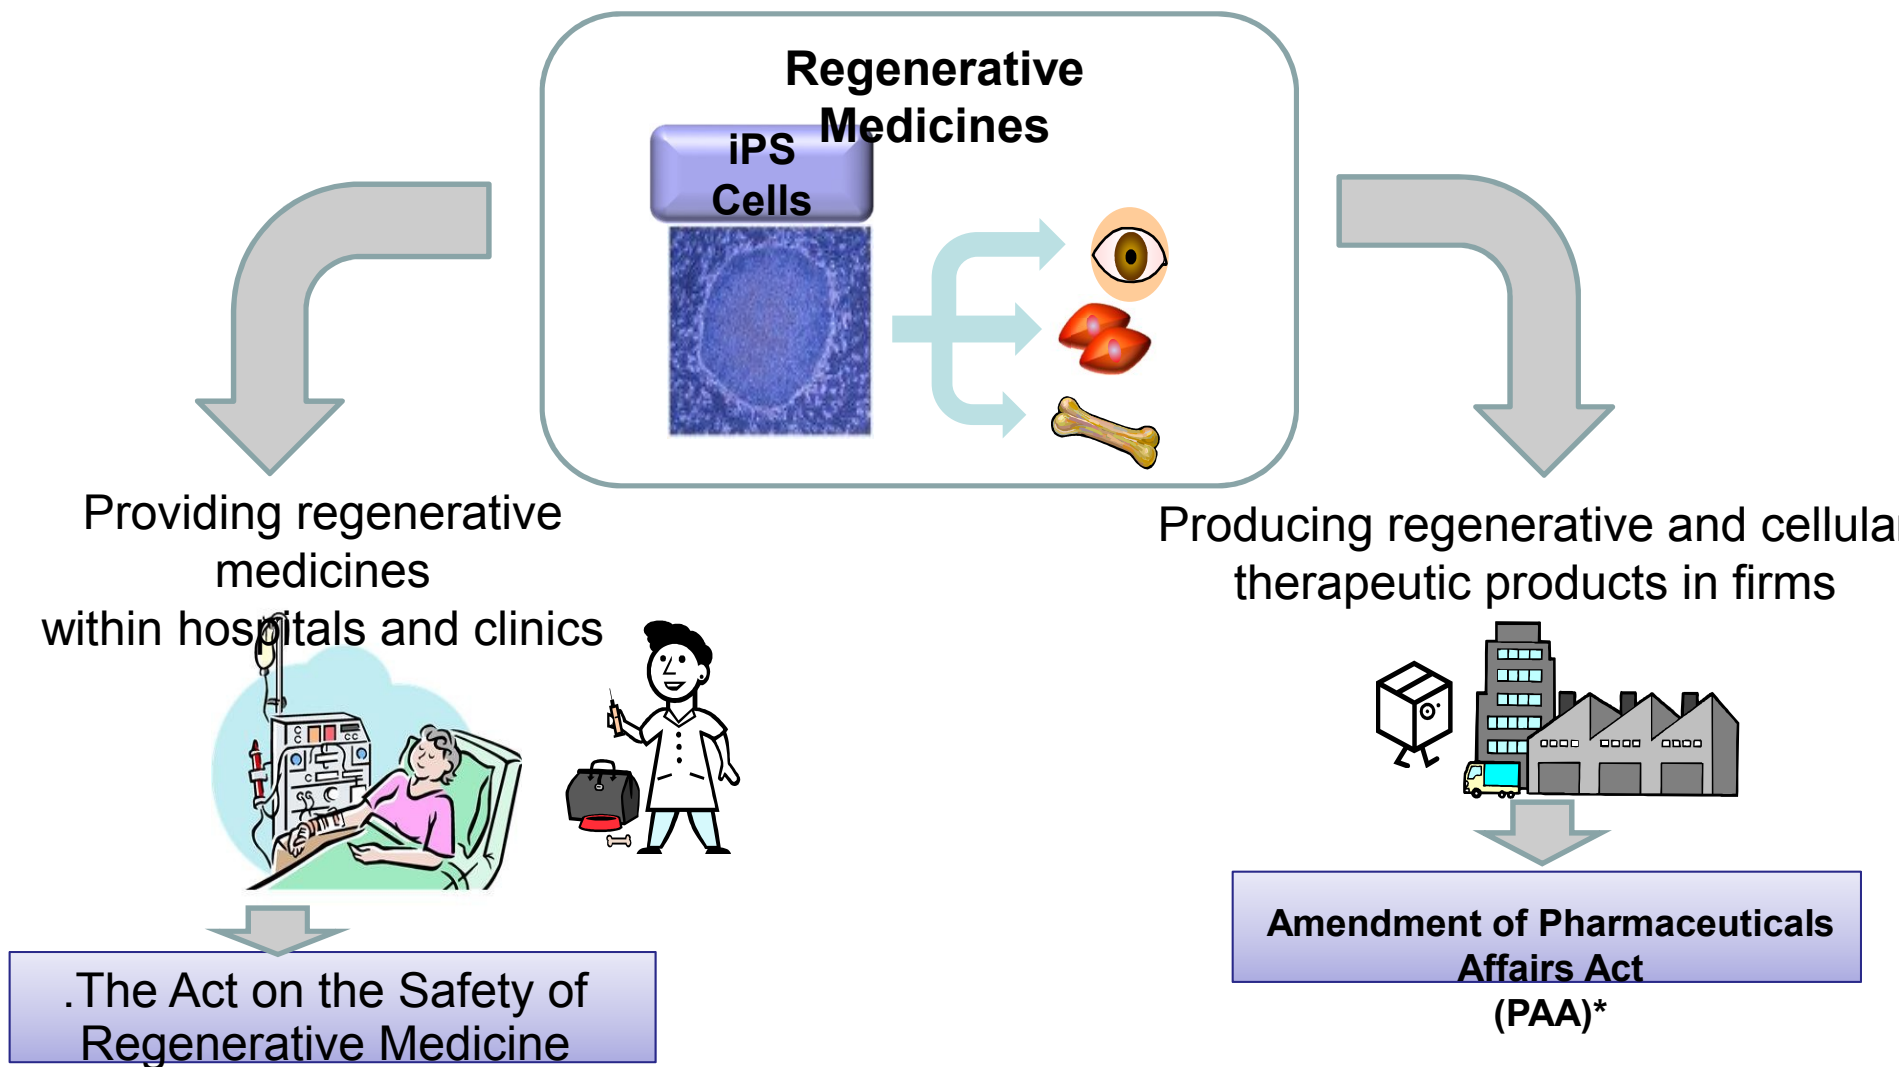 Regenerative
Medicines
iPS
Cells
Providing regenerative
medicines
within hospitals and clinics
Producing regenerative and cellular
therapeutic products in firms
.The Act on the Safety of
Regenerative Medicine
Amendment of Pharmaceuticals
Affairs Act
(PAA)*